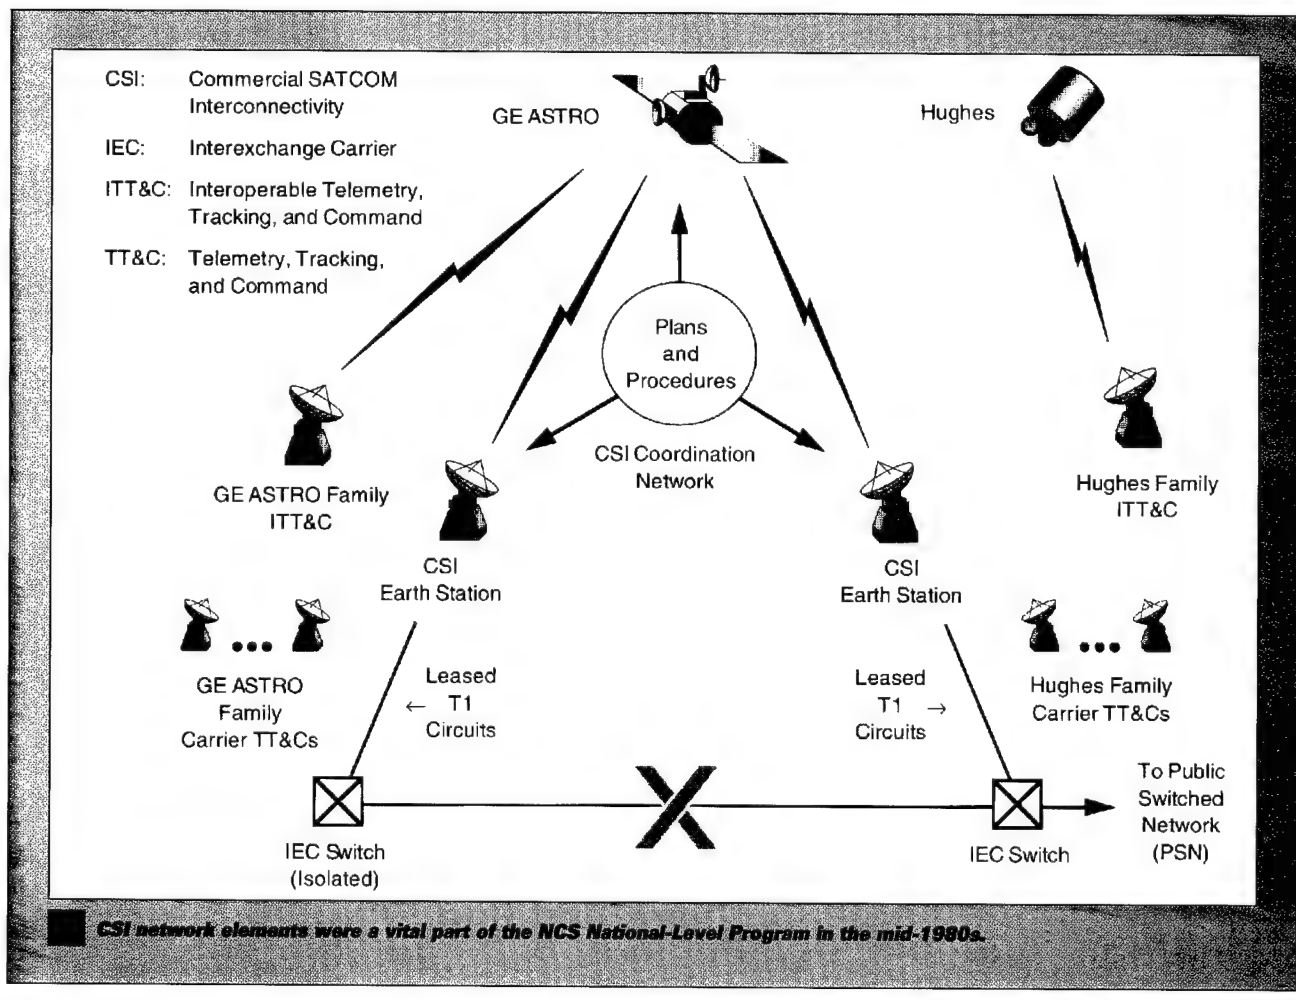 CSI: Commercial SATCOM
Interconnectivity
IEC: Interexchange Carrier
ITT&C: Interoperable Telemetry,
Tracking, and Command
TT&C: Telemetry, Tracking,
and Command
GE ASTRO
Hughes
Plans
and
Procedures
CSI Coordination
Network
GE ASTRO Family
ITT&C
Hughes Family
ITT&C
CSI
Earth Station
CSI
Earth Station
GE ASTRO
Family
Carrier TT&Cs
Leased
← T1
Circuits
Leased
T1 →
Circuits
Hughes Family
Carrier TT&Cs
To Public
Switched
Network
(PSN)
IEC Switch
(Isolated)
IEC Switch
CSI network elements were a vital part of the NCS National-Level Program in the mid-1980s.